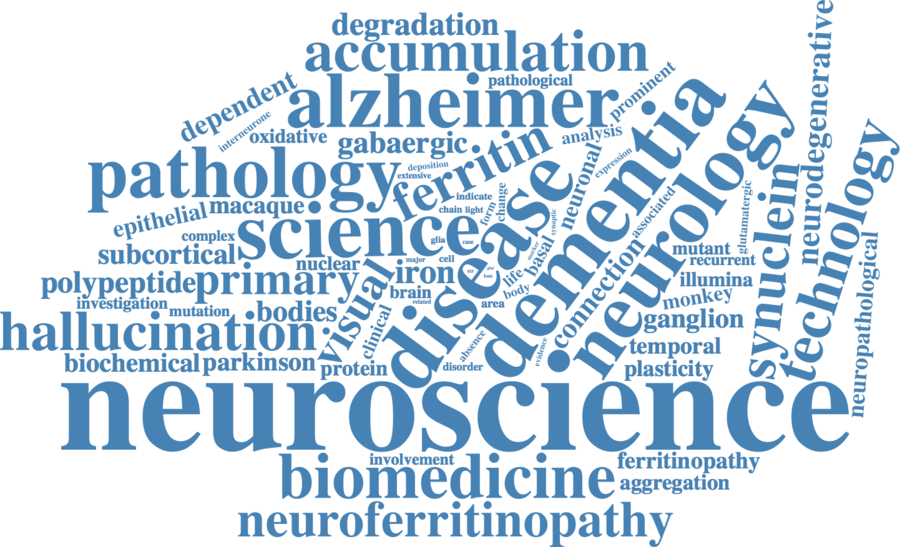 degradation
accumulation
pathological
alzheimer
prominent
dependent
interneurone
oxidative
gabaergic
analysis
neurodegenerative
pathology
deposition
extensive
ferritin
expression
neuronal
dementia
neurology
technology
epithelial
macaque
indicate
chain
light
form
change
synaptic
associated
glutamatergic
synuclein
complex
science
glia
case
disease
subcortical
nuclear
major
cell
marker
basal
life
connection
mutant
recurrent
polypeptide
primary
visual
iron
brain
related
body
area
illumina
monkey
neuropathological
investigation
mutation
bodies
clinical
hallucination
ganglion
biochemical
parkinson
protein
disorder
absence
evidence
temporal
plasticity
neuroscience
involvement
ferritinopathy
biomedicine
aggregation
neuroferritinopathy